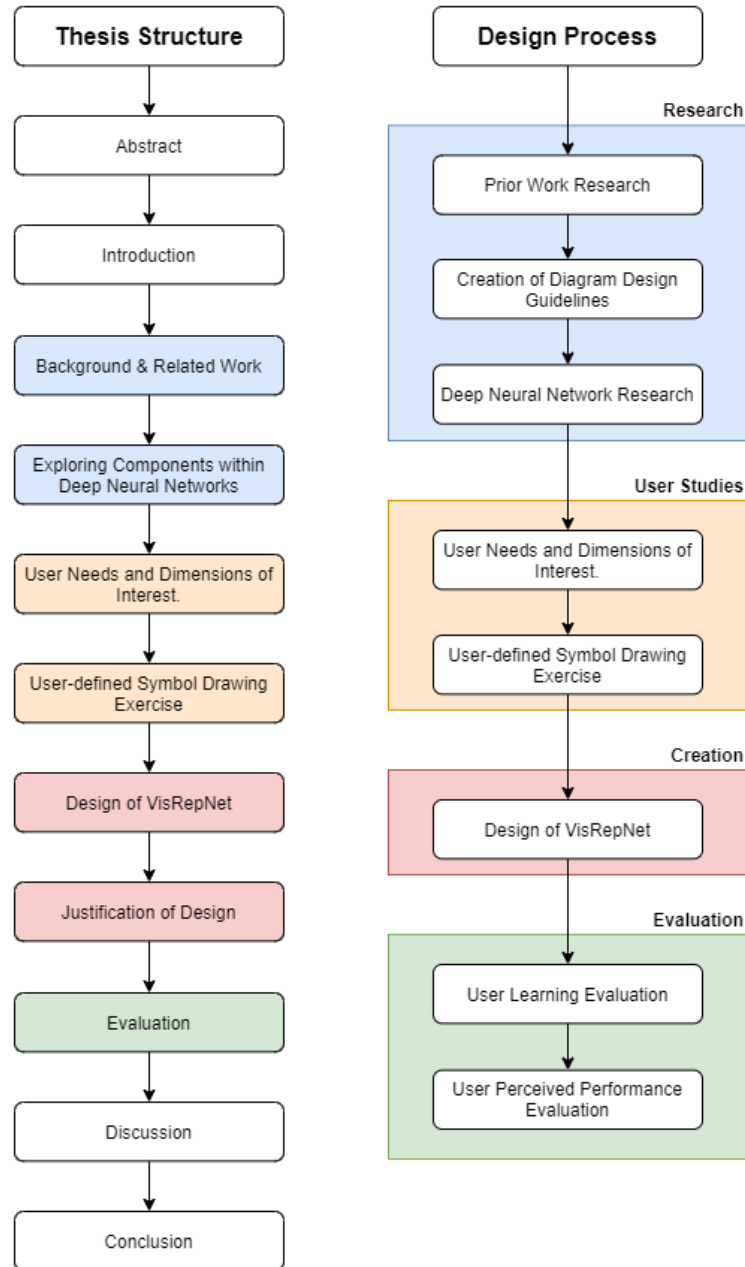 Thesis Structure
Abstract
Introduction
Background & Related Work
Exploring Components within
Deep Neural Networks
User Needs and Dimensions of
Interest.
User-defined Symbol Drawing
Exercise
Design of VisRepNet
Justification of Design
Evaluation
Discussion
Conclusion
Design Process
Research
Prior Work Research
Creation of Diagram Design
Guidelines
Deep Neural Network Research
User Studies
User Needs and Dimensions of
Interest.
User-defined Symbol Drawing
Exercise
Creation
Design of VisRepNet
Evaluation
User Learning Evaluation
User Perceived Performance
Evaluation